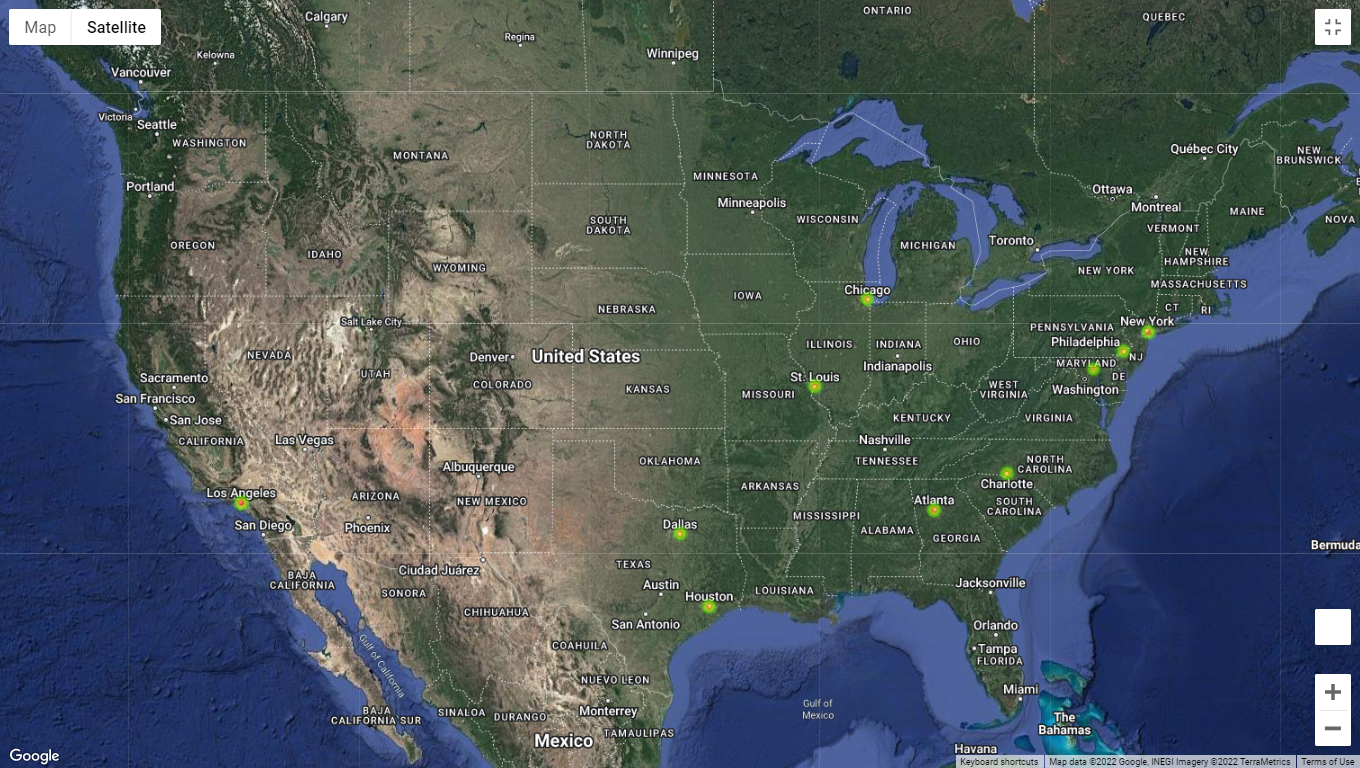 Map
Satellite
Calgary
ONTARIO
QUEBEC
Regina
Winnipeg
Kelowna
Vancouver
Victoria
Seattle
WASHINGTON
NORTH
DAKOTA
MONTANA
Québec City
NEW
BRUNSWICK
MINNESOTA
Portland
Ottawa
Minneapolis
Montreal
MAINE
NOVA
WISCONSIN
SOUTH
DAKOTA
VERMONT
OREGON
MICHIGAN
Toronto
IDAHO
NEW
HAMPSHIRE
WYOMING
NEW YORK
MASSACHUSETTS
Chicago
IOWA
NEBRASKA
CT
RI
Salt Lake City
New York
PENNSYLVANIA
Philadelphia
ILLINOIS
INDIANA
OHIO
NEVADA
Denver
United States
NJ
MARYLAND
Indianapolis
UTAH
Sacramento
St. Louis
DE
COLORADO
KANSAS
MISSOURI
WEST
VIRGINIA
Washington
San Francisco
San Jose
KENTUCKY
VIRGINIA
CALIFORNIA
Las Vegas
Nashville
TENNESSEE
OKLAHOMA
NORTH
CAROLINA
Albuquerque
Charlotte
ARKANSAS
Los Angeles
ARIZONA
NEW MEXICO
Atlanta
SOUTH
CAROLINA
MISSISSIPPI
San Diego
Phoenix
Dallas
ALABAMA
GEORGIA
Bermuda
TEXAS
Ciudad Juárez
BAJA
CALIFORNIA
SONORA
Austin
Houston
LOUISIANA
Jacksonville
CHIHUAHUA
San Antonio
Orlando
COAHUILA
Tampa
FLORIDA
Gulf of California
NUEVO LEON
Miami
Gulf of
Mexico
BAJA
CALIFORNIA SUR
SINALOA
DURANGO
Monterrey
The
Bahamas
TAMAULIPAS
Mexico
Havana
Google
Keyboard shortcuts
Map data ©2022 Google, INEGI Imagery ©2022 TerraMetrics
Terms of Use